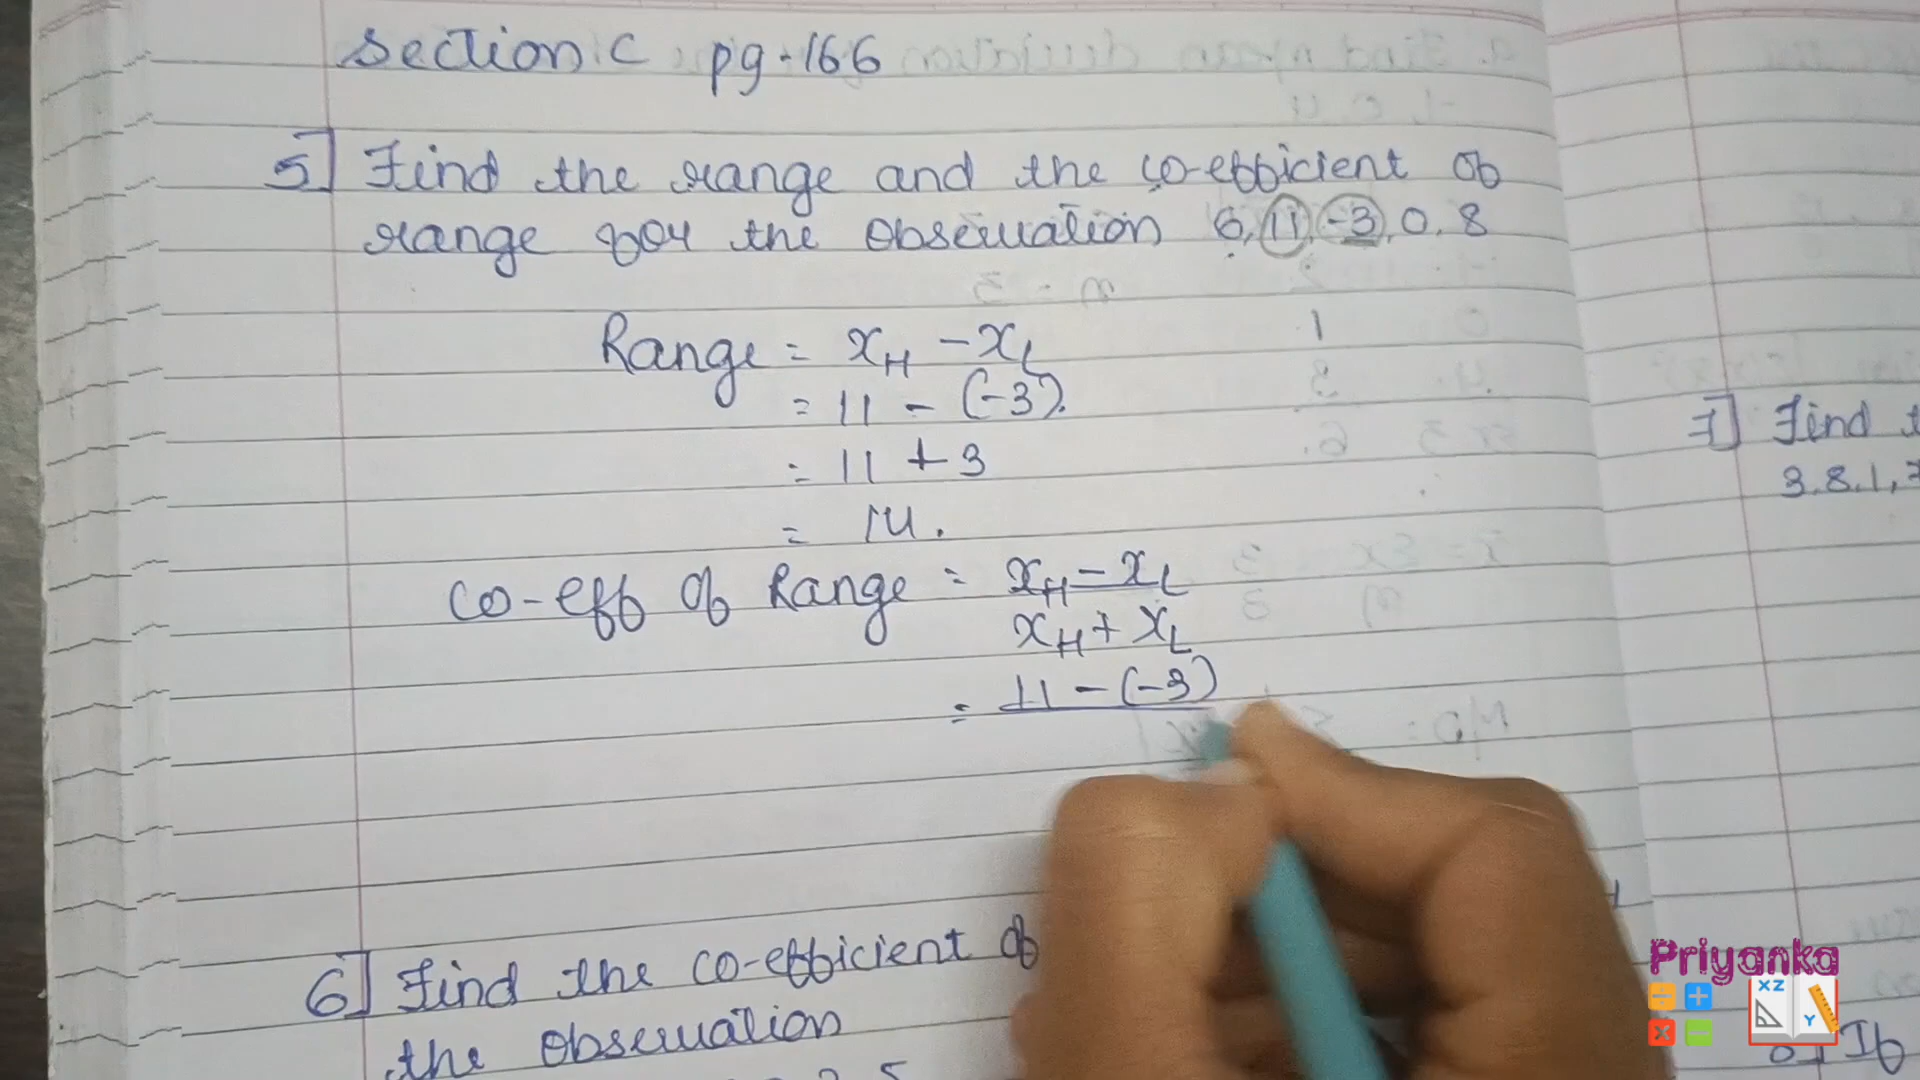 Section C pg-166
5] Find the range and the co-efficient of
range for the observation 6, 11, -3, 0, 8
Range = xH - xL
= 11 - (-3).
= 11 + 3
= 14.
co-eff of Range = xH - xL
xH + xL
= 11 - (-3)
6] Find the co-efficient of
the observation
7] Find
3.8.1,
Priyanka
XZ
Y